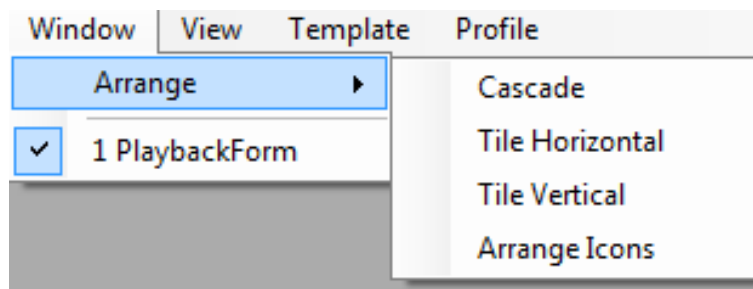 Window View Template Profile
Arrange
1 PlaybackForm
Cascade
Tile Horizontal
Tile Vertical
Arrange Icons